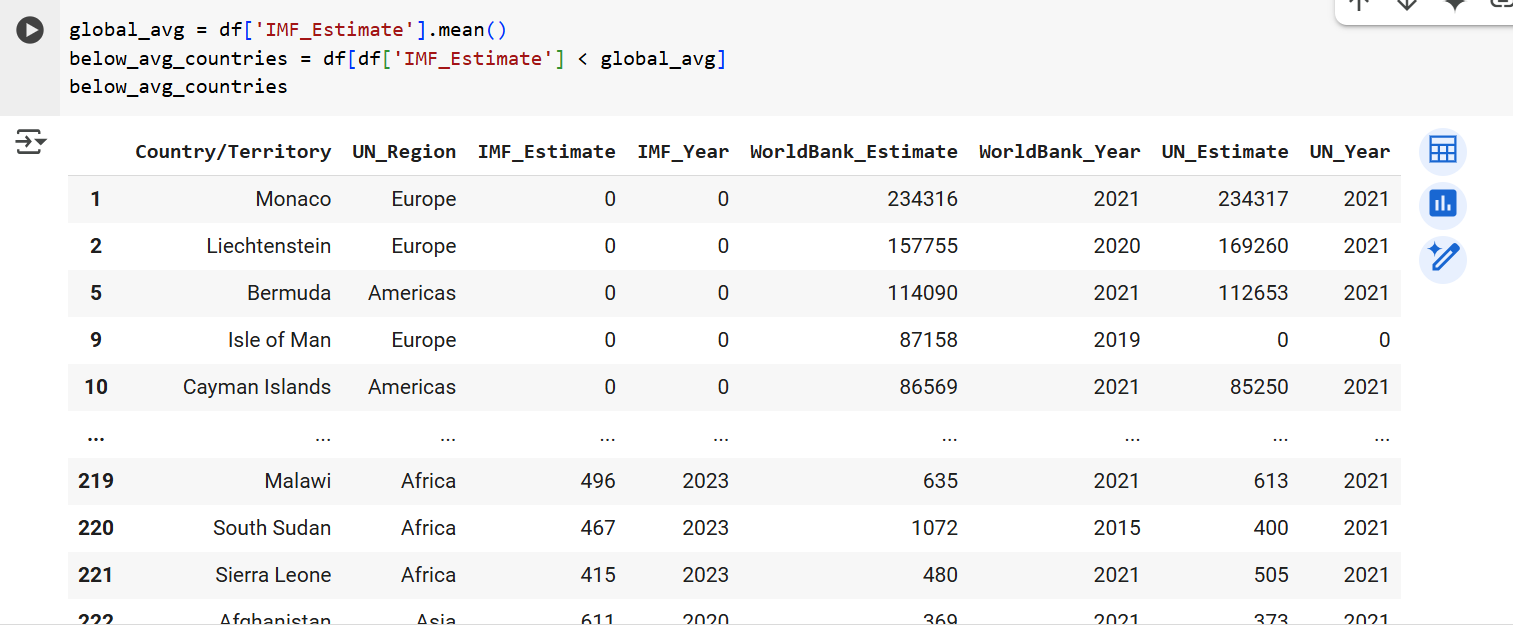 global_avg = df['IMF_Estimate'].mean()
below_avg_countries = df[df['IMF_Estimate'] < global_avg]
below_avg_countries
Country/Territory UN_Region IMF_Estimate IMF_Year WorldBank_Estimate WorldBank_Year UN_Estimate UN_Year
1 Monaco Europe 0 0 234316 2021 234317 2021
2 Liechtenstein Europe 0 0 157755 2020 169260 2021
5 Bermuda Americas 0 0 114090 2021 112653 2021
9 Isle of Man Europe 0 0 87158 2019 0 0
10 Cayman Islands Americas 0 0 86569 2021 85250 2021
... ... ... ... ... ... ... ... ...
219 Malawi Africa 496 2023 635 2021 613 2021
220 South Sudan Africa 467 2023 1072 2015 400 2021
221 Sierra Leone Africa 415 2023 480 2021 505 2021
222 Afghanistan Asia 611 2020 369 2021 373 2021